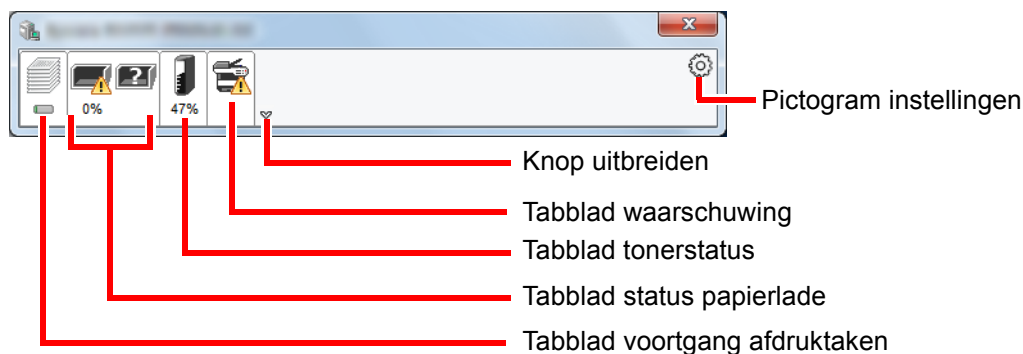 0%
47%
Pictogram instellingen
Knop uitbreiden
Tabblad waarschuwing
Tabblad tonerstatus
Tabblad status papierlade
Tabblad voortgang afdruktaken